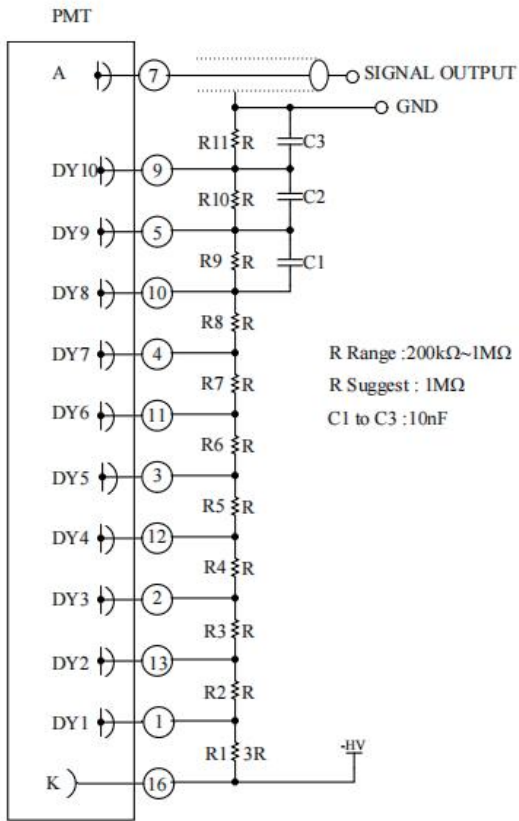 PMT
A 7 SIGNAL OUTPUT
GND
R11 R C3
DY10 9
R10 R C2
DY9 5
R9 R C1
DY8 10
R8 R
DY7 4
R Range :200kΩ~1MΩ
R7 R
R Suggest : 1MΩ
DY6 11
C1 to C3 :10nF
R6 R
DY5 3
R5 R
DY4 12
R4 R
DY3 2
R3 R
DY2 13
R2 R
DY1 1
-HV
R1 3R
K 16